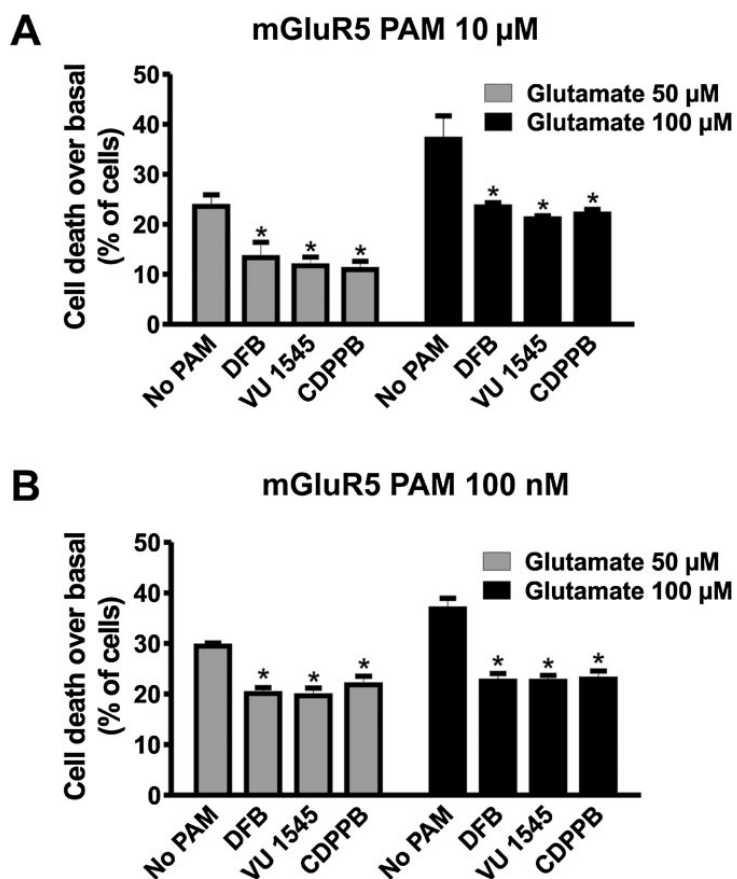 A
mGluR5 PAM 10 µM
Cell death over basal
(% of cells)
50
40
30
20
10
0
Glutamate 50 µM
Glutamate 100 µM
* * * * * *
No PAM DFB VU 1545 CDPPB No PAM DFB VU 1545 CDPPB
B
mGluR5 PAM 100 nM
Cell death over basal
(% of cells)
50
40
30
20
10
0
Glutamate 50 µM
Glutamate 100 µM
* * * * * *
No PAM DFB VU 1545 CDPPB No PAM DFB VU 1545 CDPPB